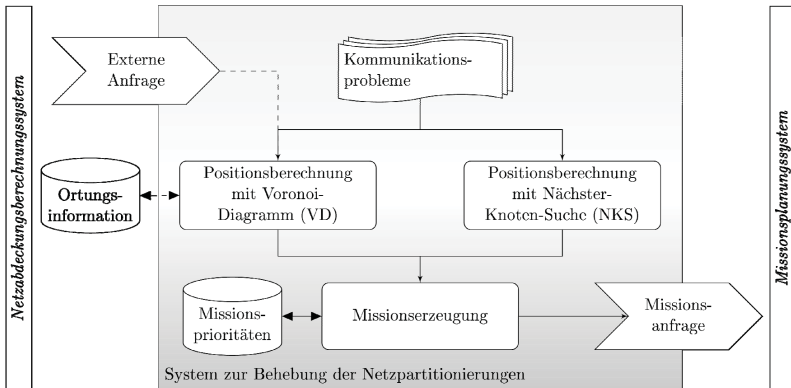 Netzabdeckungsberechnungssystem
Externe
Anfrage
Kommunikations-
probleme
Ortungs-
information
Positionsberechnung
mit Voronoi-
Diagramm (VD)
Positionsberechnung
mit Nächster-
Knoten-Suche (NKS)
Missions-
prioritäten
Missionserzeugung
Missions-
anfrage
System zur Behebung der Netzpartitionierungen
Missionsplanungssystem